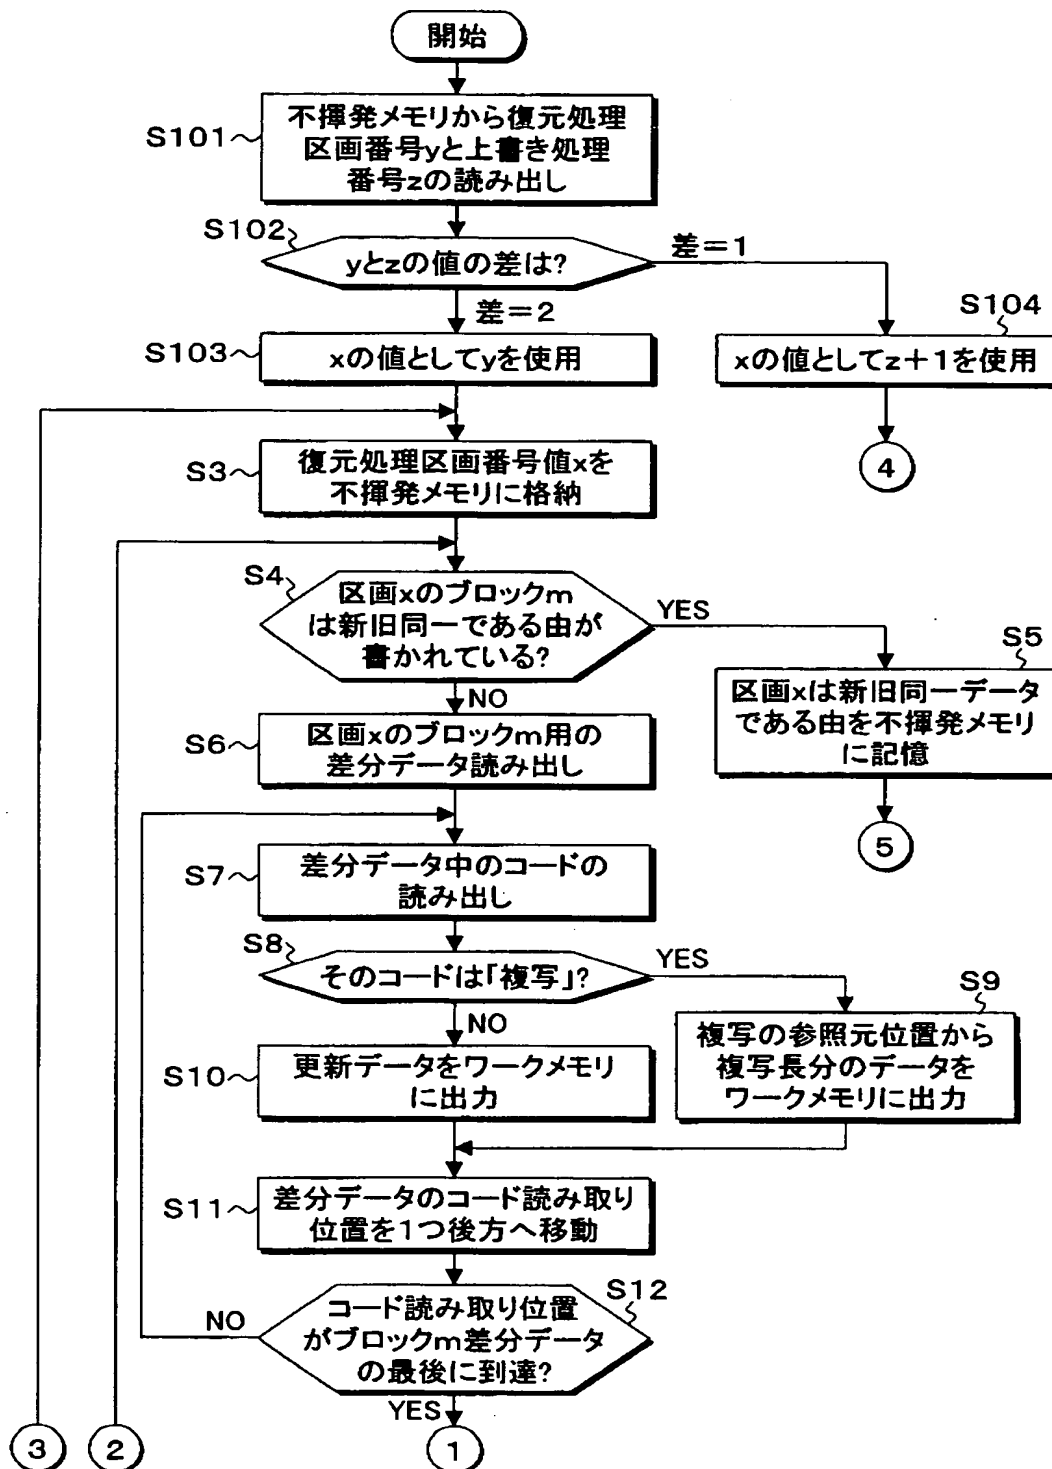 開始
S101
不揮発メモリから復元処理
区画番号yと上書き処理
番号zの読み出し
S102
yとzの値の差は?
差=1
差=2
S103
xの値としてyを使用
S104
xの値としてz+1を使用
4
S3
復元処理区画番号値xを
不揮発メモリに格納
S4
区画xのブロックm
は新旧同一である由が
書かれている?
YES
NO
S5
区画xは新旧同一データ
である由を不揮発メモリ
に記憶
5
S6
区画xのブロックm用の
差分データ読み出し
S7
差分データ中のコードの
読み出し
S8
そのコードは「複写」?
YES
NO
S9
複写の参照元位置から
複写長分のデータを
ワークメモリに出力
S10
更新データをワークメモリ
に出力
S11
差分データのコード読み取り
位置を1つ後方へ移動
S12
コード読み取り位置
がブロックm差分データ
の最後に到達?
NO
YES
3
2
1